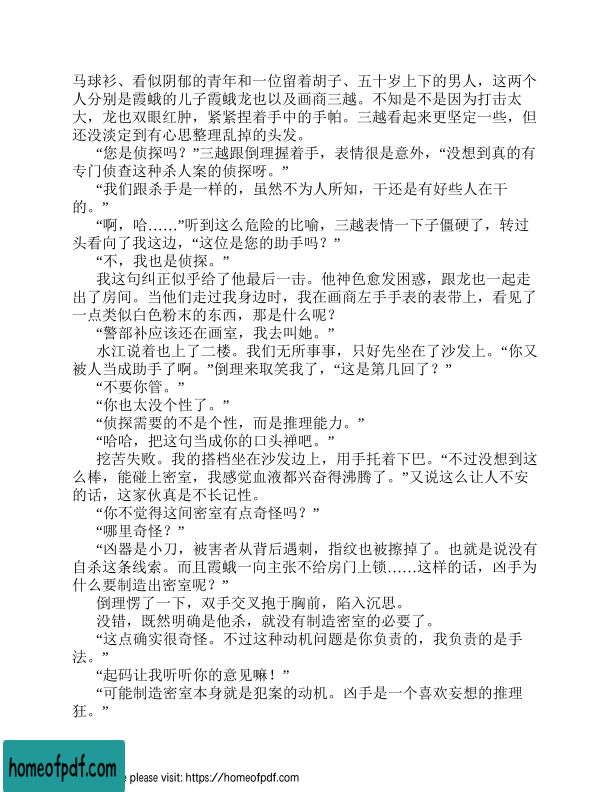 马球衫、看似阴郁的青年和一位留着胡子、五十岁上下的男人，这两个
人分别是霞蛾的儿子霞蛾龙也以及画商三越。不知是不是因为打击太
大，龙也双眼红肿，紧紧捏着手中的手帕。三越看起来更坚定一些，但
还没淡定到有心思整理乱掉的头发。
“您是侦探吗？”三越跟倒理握着手，表情很是意外，“没想到真的有
专门侦查这种杀人案的侦探呀。”
“我们跟杀手是一样的，虽然不为人所知，干还是有好些人在干
的。”
“啊，哈……”听到这么危险的比喻，三越表情一下子僵硬了，转过
头看向了我这边，“这位是您的助手吗？”
“不，我也是侦探。”
我这句纠正似乎给了他最后一击。他神色愈发困惑，跟龙也一起走
出了房间。当他们走过我身边时，我在画商左手手表的表带上，看见了
一点类似白色粉末的东西，那是什么呢？
“警部补应该还在画室，我去叫她。”
水江说着也上了二楼。我们无所事事，只好先坐在了沙发上。“你又
被人当成助手了啊。”倒理来取笑我了，“这是第几回了？”
“不要你管。”
“你也太没个性了。”
“侦探需要的不是个性，而是推理能力。”
“哈哈，把这句当成你的口头禅吧。”
挖苦失败。我的搭档坐在沙发边上，用手托着下巴。“不过没想到这
么棒，能碰上密室，我感觉血液都兴奋得沸腾了。”又说这么让人不安
的话，这家伙真是不长记性。
“你不觉得这间密室有点奇怪吗？”
“哪里奇怪？”
“凶器是小刀，被害者从背后遇刺，指纹也被擦掉了。也就是说没有
自杀这条线索。而且霞蛾一向主张不给房门上锁……这样的话，凶手为
什么要制造出密室呢？”
倒理愣了一下，双手交叉抱于胸前，陷入沉思。
没错，既然明确是他杀，就没有制造密室的必要了。
“这点确实很奇怪。不过这种动机问题是你负责的，我负责的是手
法。”
“起码让我听听你的意见嘛！”
“可能制造密室本身就是犯案的动机。凶手是一个喜欢妄想的推理
狂。”
homeofpdf.com
please visit: https://homeofpdf.com